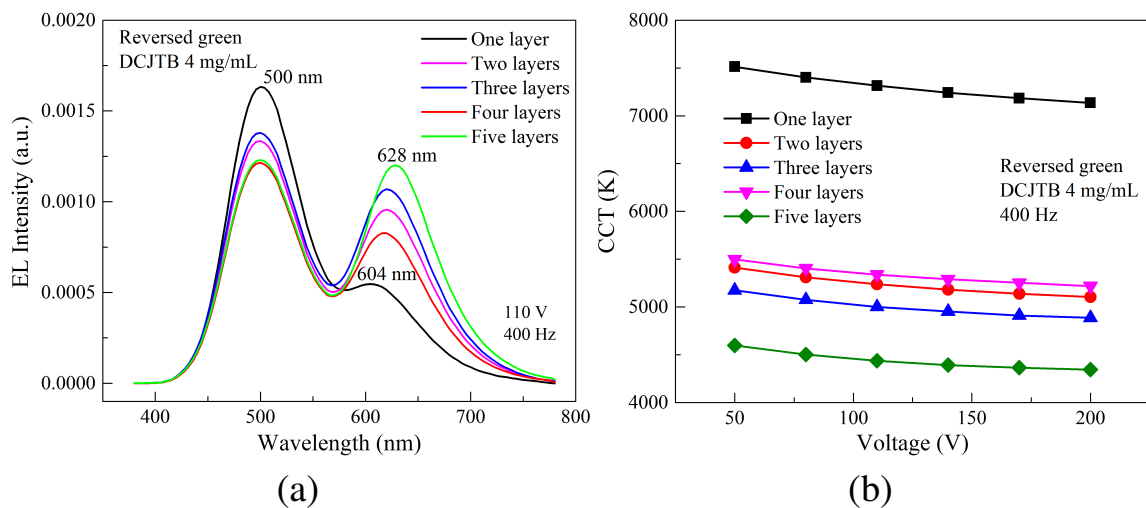 0.0020
0.0015
0.0010
0.0005
0.0000
EL Intensity (a.u.)
Reversed green
DCJTB 4 mg/mL
500 nm
628 nm
604 nm
One layer
Two layers
Three layers
Four layers
Five layers
110 V
400 Hz
400
500
600
700
800
Wavelength (nm)
(a)
8000
7000
6000
5000
4000
CCT (K)
One layer
Two layers
Three layers
Four layers
Five layers
Reversed green
DCJTB 4 mg/mL
400 Hz
50
100
150
200
Voltage (V)
(b)